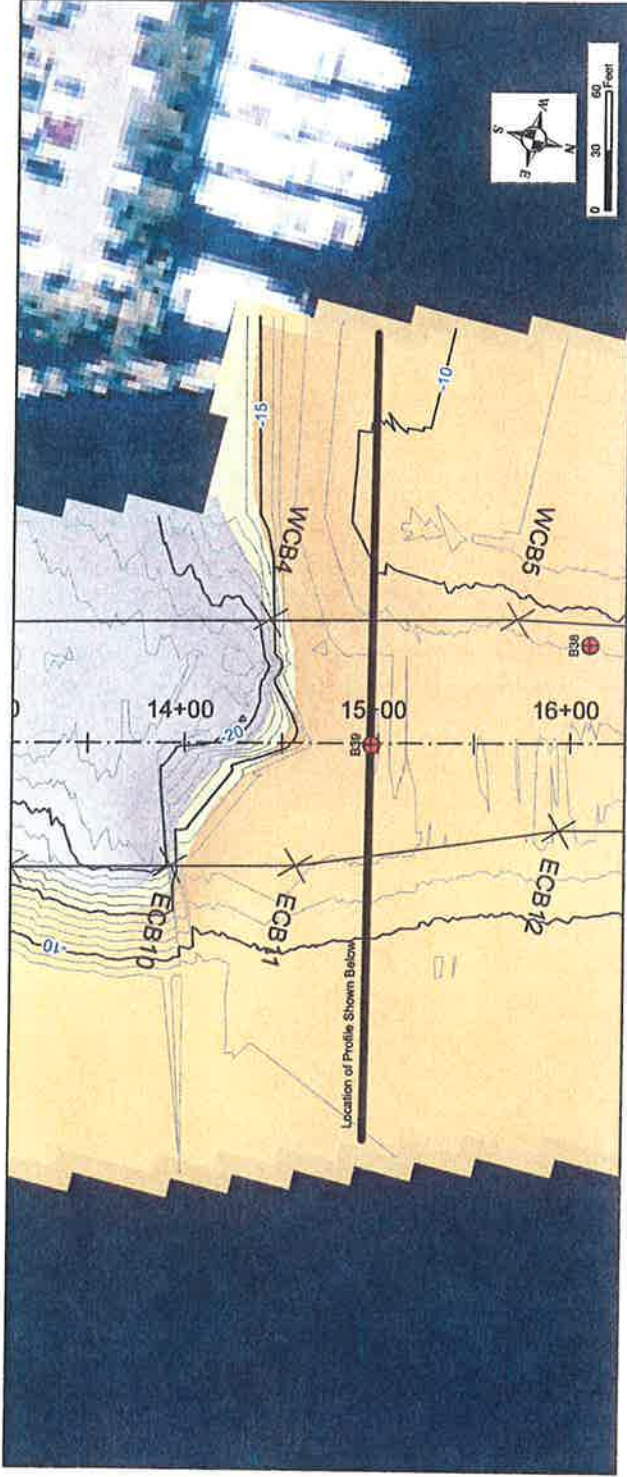 S
W
E
N
0 30 60
Feet
-15
-10
WCB4
WCB5
B38
0
14+00
15+00
16+00
-20
B39
ECB10
ECB11
ECB12
-10
Location of Profile Shown Below